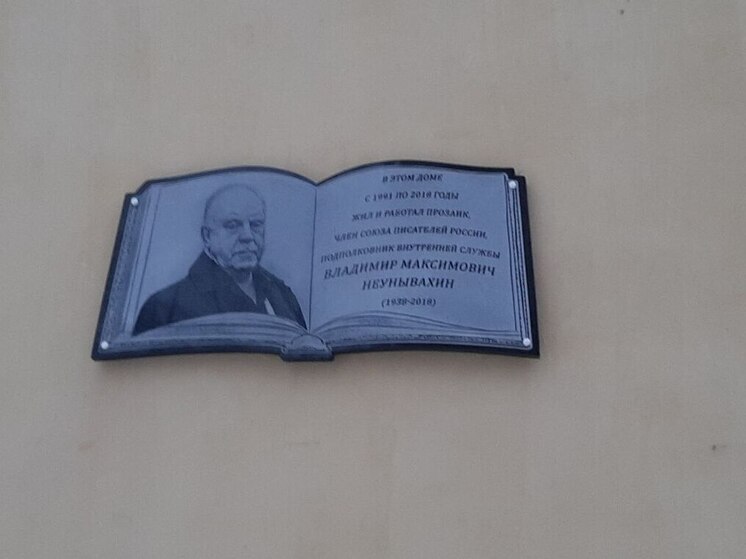 В ЭТОМ ДОМЕ
С 1991 ПО 2018 ГОДЫ
ЖИЛ И РАБОТАЛ ПРОЗАИК,
ЧЛЕН СОЮЗА ПИСАТЕЛЕЙ РОССИИ,
ПОДПОЛКОВНИК ВНУТРЕННЕЙ СЛУЖБЫ
ВЛАДИМИР МАКСИМОВИЧ
НЕУНЫВАХИН
(1938-2018)